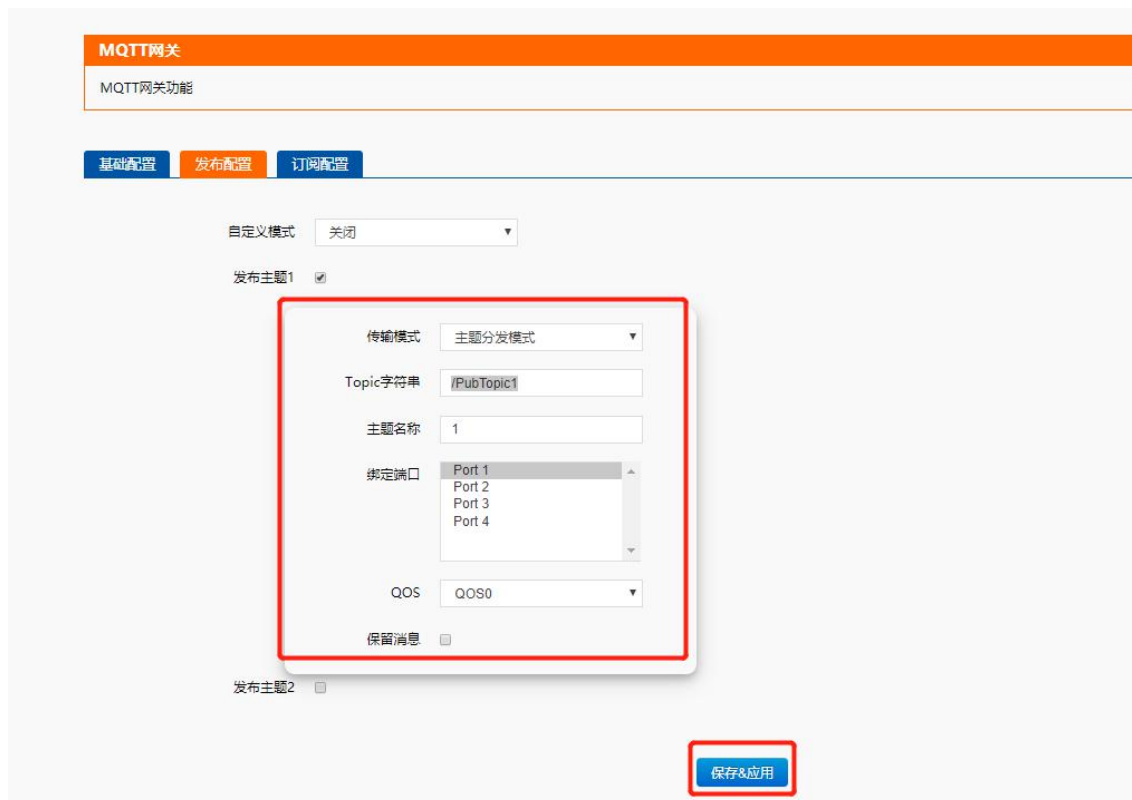 MQTT网关
MQTT网关功能
基础配置 发布配置 订阅配置
自定义模式 关闭
发布主题1
传输模式 主题分发模式
Topic字符串 /PubTopic1
主题名称 1
绑定端口 Port 1
Port 2
Port 3
Port 4
QOS QOS0
保留消息
发布主题2
保存&应用